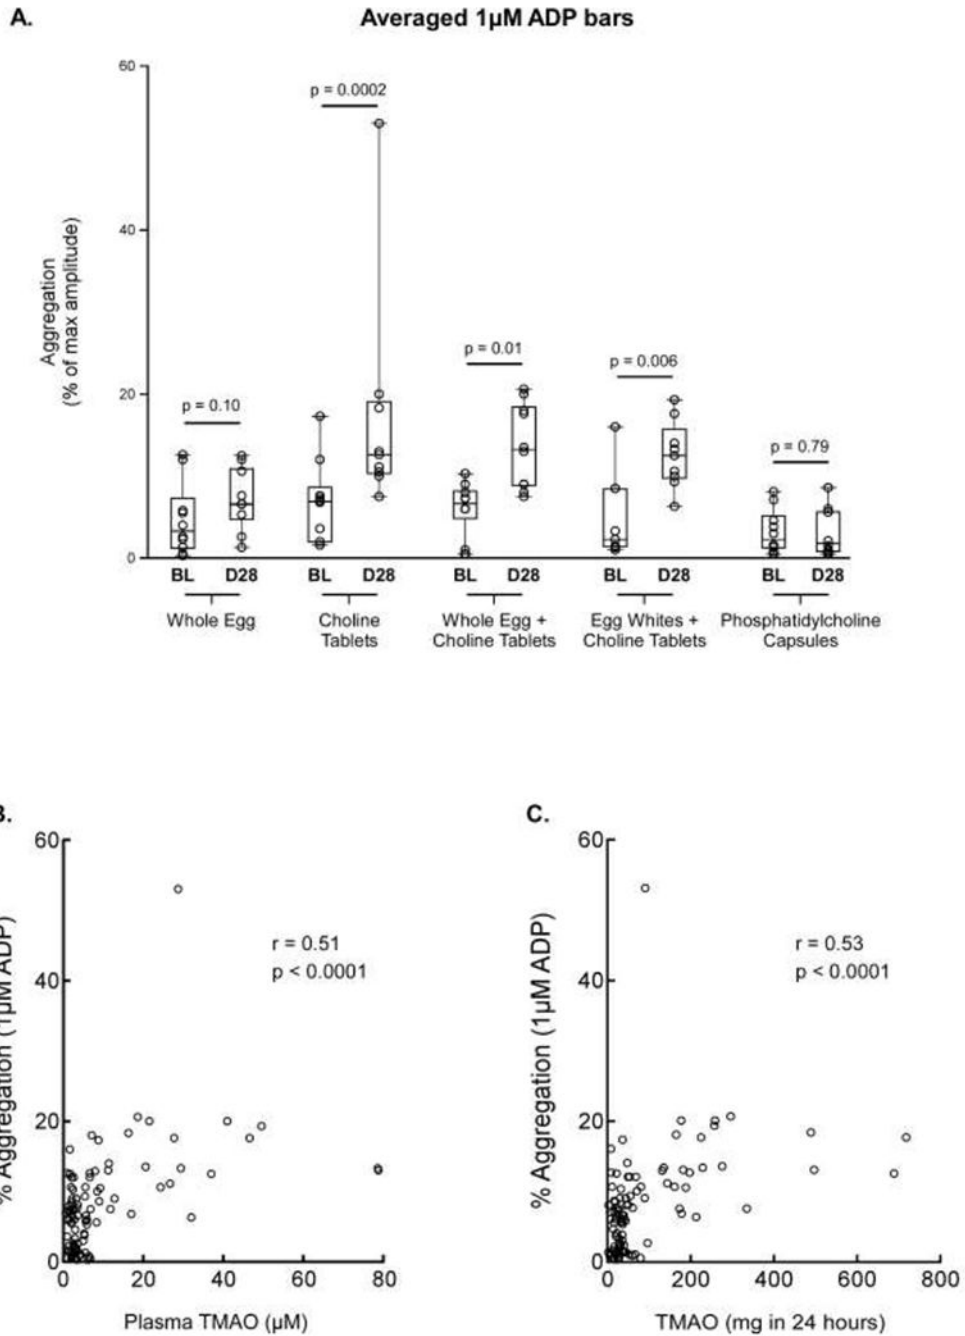 A.
Averaged 1µM ADP bars
60
40
20
0
Aggregation
(% of max amplitude)
p = 0.10
p = 0.0002
p = 0.01
p = 0.006
p = 0.79
BL D28 BL D28 BL D28 BL D28 BL D28
Whole Egg
Choline
Tablets
Whole Egg +
Choline Tablets
Egg Whites +
Choline Tablets
Phosphatidylcholine
Capsules
B.
60
40
20
0
% Aggregation (1µM ADP)
r = 0.51
p < 0.0001
0 20 40 60 80
Plasma TMAO (µM)
C.
60
40
20
0
% Aggregation (1µM ADP)
r = 0.53
p < 0.0001
0 200 400 600 800
TMAO (mg in 24 hours)